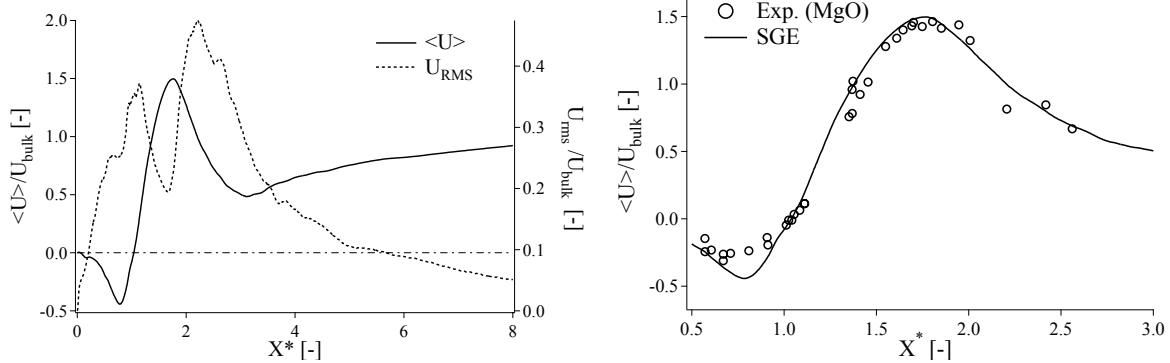 2.0
1.5
1.0
0.5
0.0
-0.5
<U>/U_bulk [-]
<U>
U_RMS
0.4
0.3
0.2
0.1
0.0
U_rms /U_bulk [-]
0 2 4 6 8
X* [-]
Exp. (MgO)
SGE
1.5
1.0
0.5
0.0
-0.5
<U>/U_bulk [-]
0.5 1.0 1.5 2.0 2.5 3.0
X* [-]